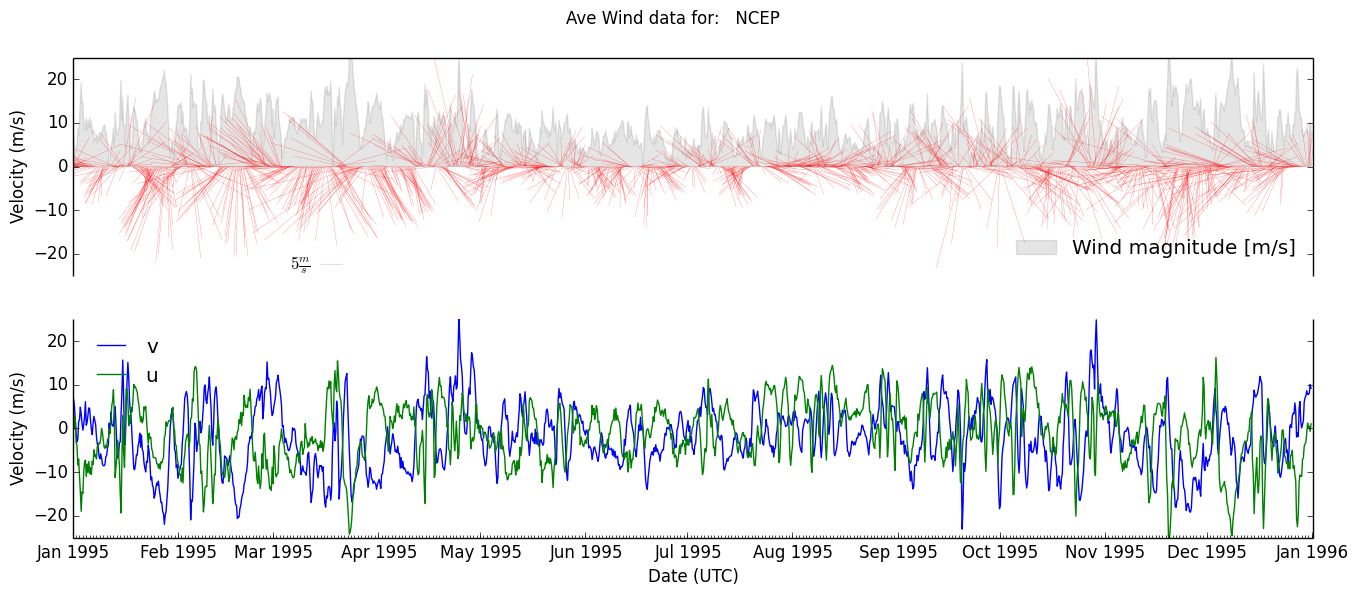 Ave Wind data for: NCEP
Velocity (m/s)
20
10
0
−10
−20
5 m/s
Wind magnitude [m/s]
Velocity (m/s)
20
10
0
−10
−20
v
u
Jan 1995 Feb 1995 Mar 1995 Apr 1995 May 1995 Jun 1995 Jul 1995 Aug 1995 Sep 1995 Oct 1995 Nov 1995 Dec 1995 Jan 1996
Date (UTC)